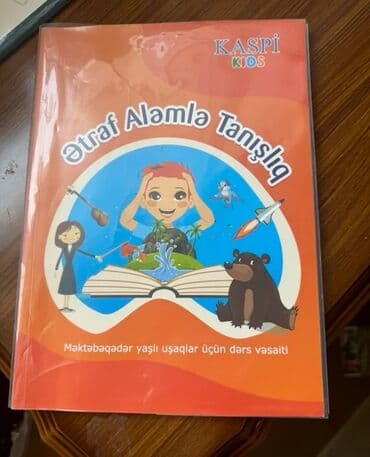 KASPİ
KIDS
Ətraf Aləmlə Tanışlıq
Məktəbəqədər yaşlı uşaqlar üçün dərs vəsaiti